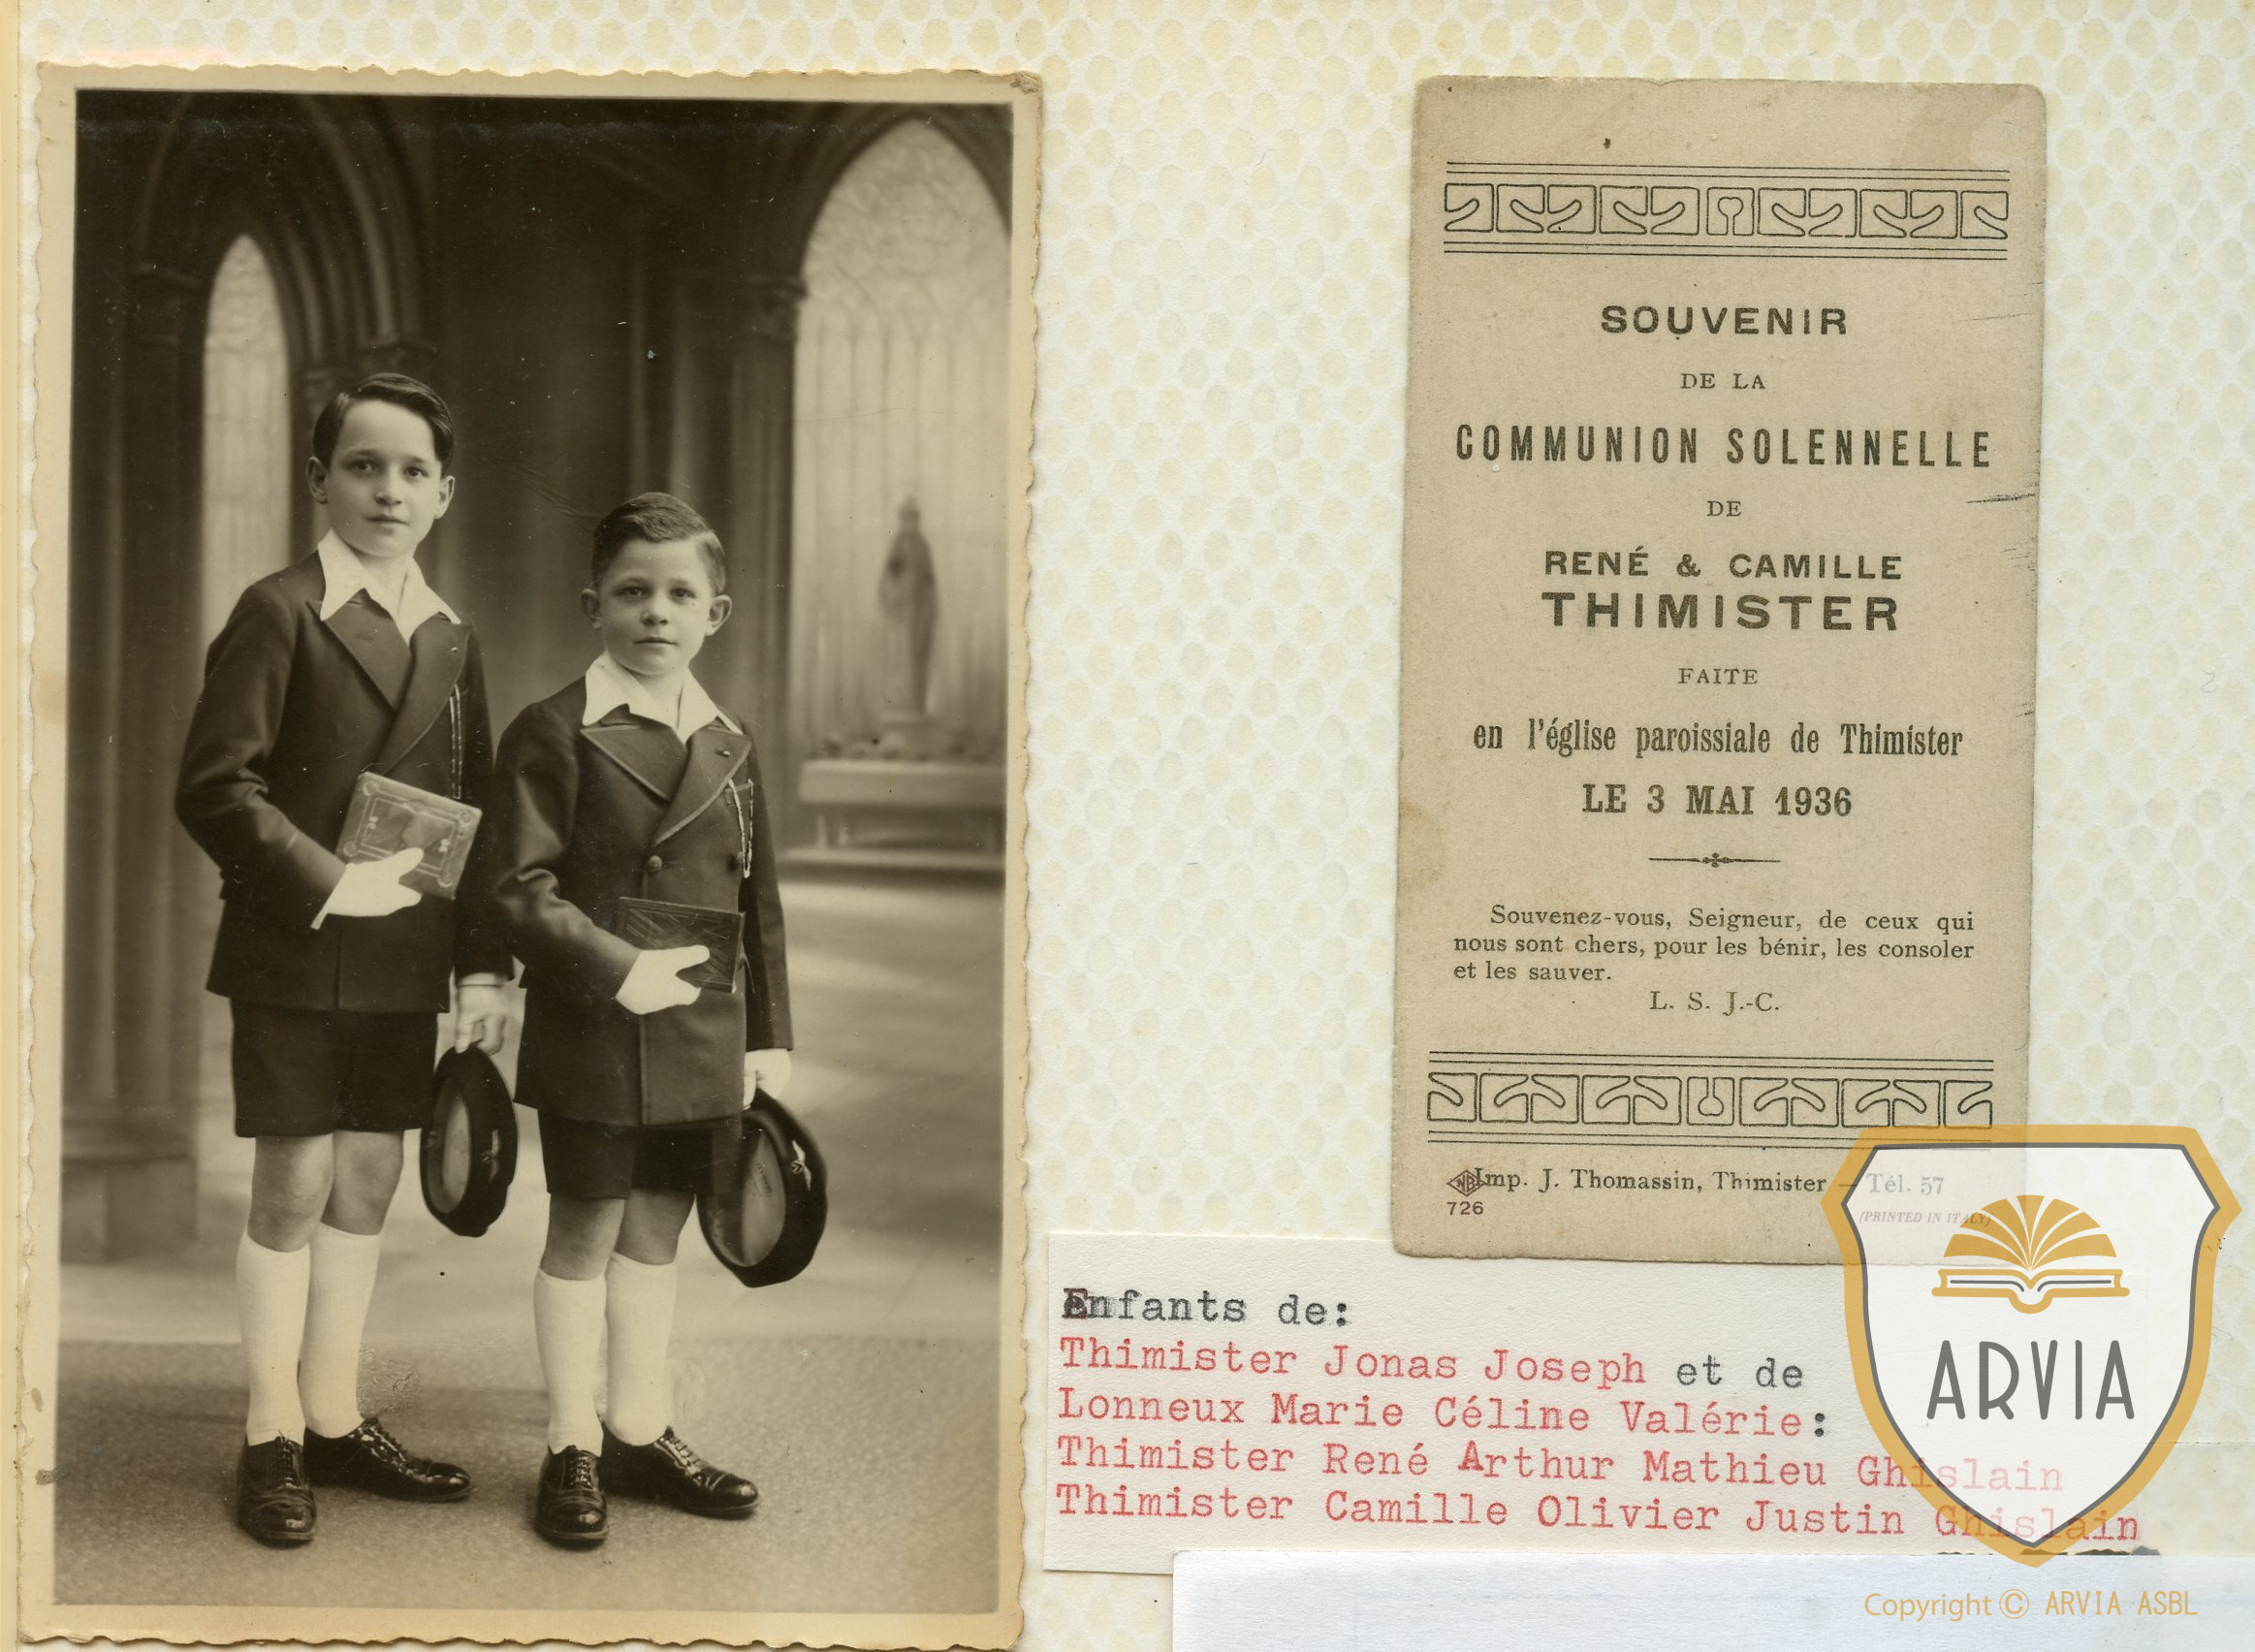 SOUVENIR
DE LA
COMMUNION SOLENNELLE
DE
RENÉ & CAMILLE
THIMISTER
FAITE
en l'église paroissiale de Thimister
LE 3 MAI 1936
Souvenez-vous, Seigneur, de ceux qui
nous sont chers, pour les bénir, les consoler
et les sauver.
L. S. J.-C.
NB Imp. J. Thomassin, Thimister — Tél. 57
726 (PRINTED IN ITALY)
Enfants de:
Thimister Jonas Joseph et de
Lonneux Marie Céline Valérie:
Thimister René Arthur Mathieu Ghislain
Thimister Camille Olivier Justin Ghislain
ARVIA
Copyright © ARVIA ASBL